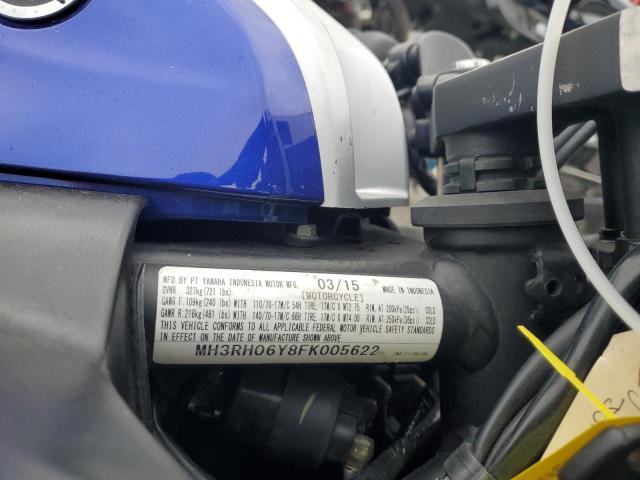 MFD.BY PT YAMAHA INDONESIA MOTOR MFG. 03/15 MADE IN INDONESIA
GVWR 327kg(721 lbs) [MOTORCYCLE]
GAWR F:109kg(240 lbs)WITH 110/70-17M/C 54H TIRE, 17M/C X MT2.75 RIM,AT 200kPa(29psi) COLD
GAWR R:218kg(481 lbs)WITH 140/70-17M/C 66H TIRE, 17M/C X MT4.00 RIM,AT 250kPa(36psi) COLD
THIS VEHICLE CONFORMS TO ALL APPLICABLE FEDERAL MOTOR VEHICLE SAFETY STANDARDS
IN EFFECT ON THE DATE OF MANUFACTURE SHOWN ABOVE
MH3RH06Y8FK005622